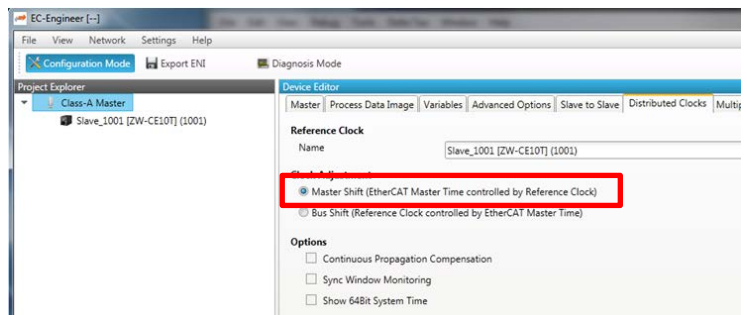 EC-Engineer [--]
File View Network Settings Help
Configuration Mode Export ENI Diagnosis Mode
Project Explorer
Class-A Master
Slave_1001 [ZW-CE10T] (1001)
Device Editor
Master Process Data Image Variables Advanced Options Slave to Slave Distributed Clocks Multip
Reference Clock
Name Slave_1001 [ZW-CE10T] (1001)
Clock Adjustment
Master Shift (EtherCAT Master Time controlled by Reference Clock)
Bus Shift (Reference Clock controlled by EtherCAT Master Time)
Options
Continuous Propagation Compensation
Sync Window Monitoring
Show 64Bit System Time